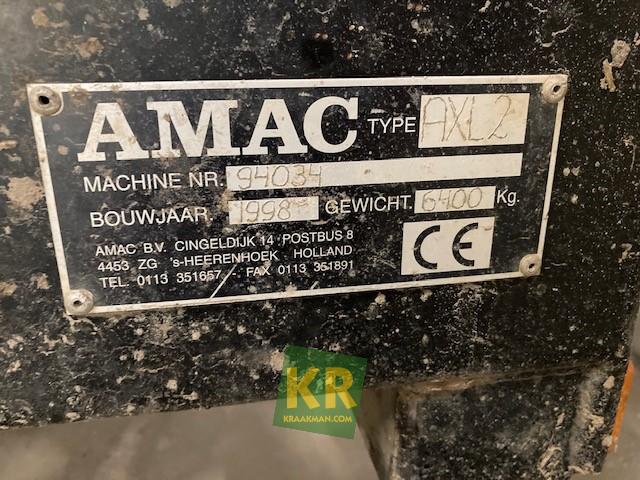 AMAC TYPE AXL2
MACHINE NR. 94034
BOUWJAAR. 1998 GEWICHT. 6400 Kg.
AMAC B.V. CINGELDIJK 14 POSTBUS 8
4453 ZG 's-HEERENHOEK HOLLAND
TEL. 0113 351657 - FAX 0113 351891
CE
KR
KRAAKMAN.COM